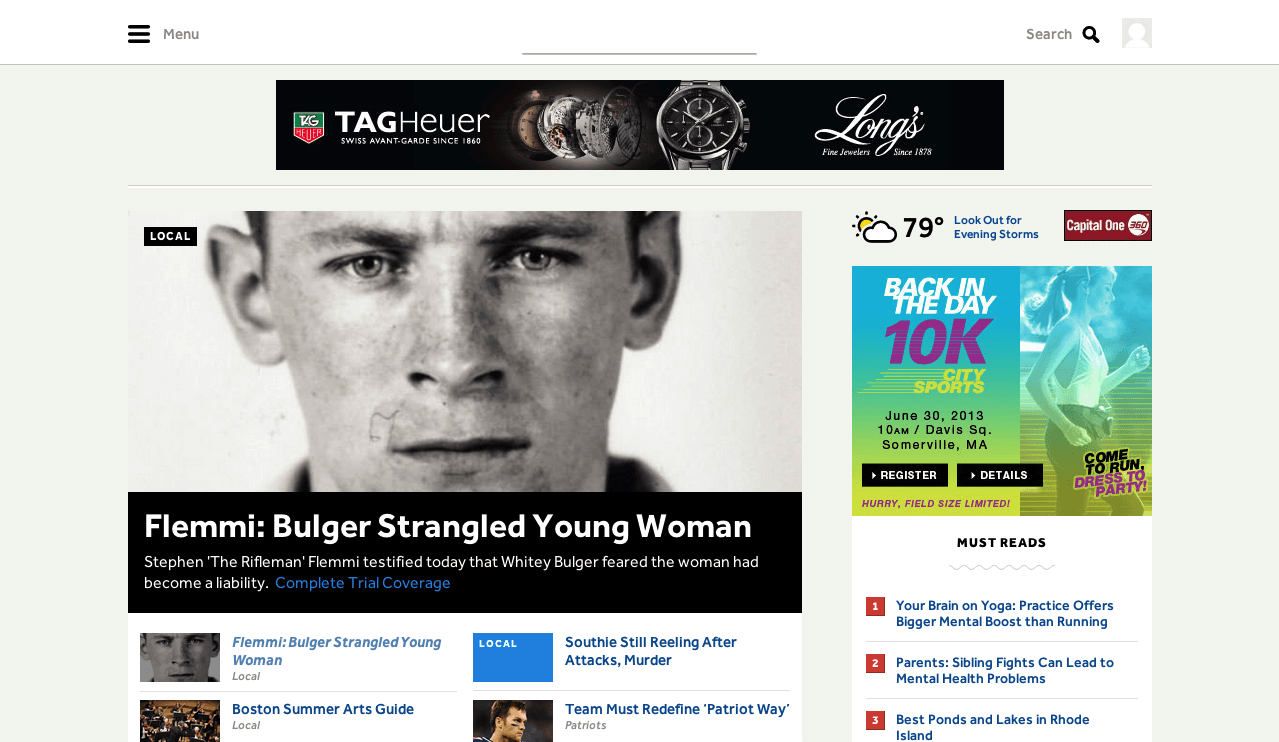 Menu
Search
TAG
HEUER
TAGHeuer
SWISS AVANT-GARDE SINCE 1860
Long's
Fine Jewelers Since 1878
LOCAL
79°
Look Out for
Evening Storms
Capital One 360
BACK IN
THE DAY
10K
CITY
SPORTS
June 30, 2013
10AM / Davis Sq.
Somerville, MA
REGISTER
DETAILS
COME
TO RUN,
DRESS TO
PARTY!
HURRY, FIELD SIZE LIMITED!
Flemmi: Bulger Strangled Young Woman
Stephen 'The Rifleman' Flemmi testified today that Whitey Bulger feared the woman had
become a liability. Complete Trial Coverage
Flemmi: Bulger Strangled Young
Woman
Local
LOCAL
Southie Still Reeling After
Attacks, Murder
Boston Summer Arts Guide
Local
Team Must Redefine ‘Patriot Way’
Patriots
MUST READS
1 Your Brain on Yoga: Practice Offers
Bigger Mental Boost than Running
2 Parents: Sibling Fights Can Lead to
Mental Health Problems
3 Best Ponds and Lakes in Rhode
Island